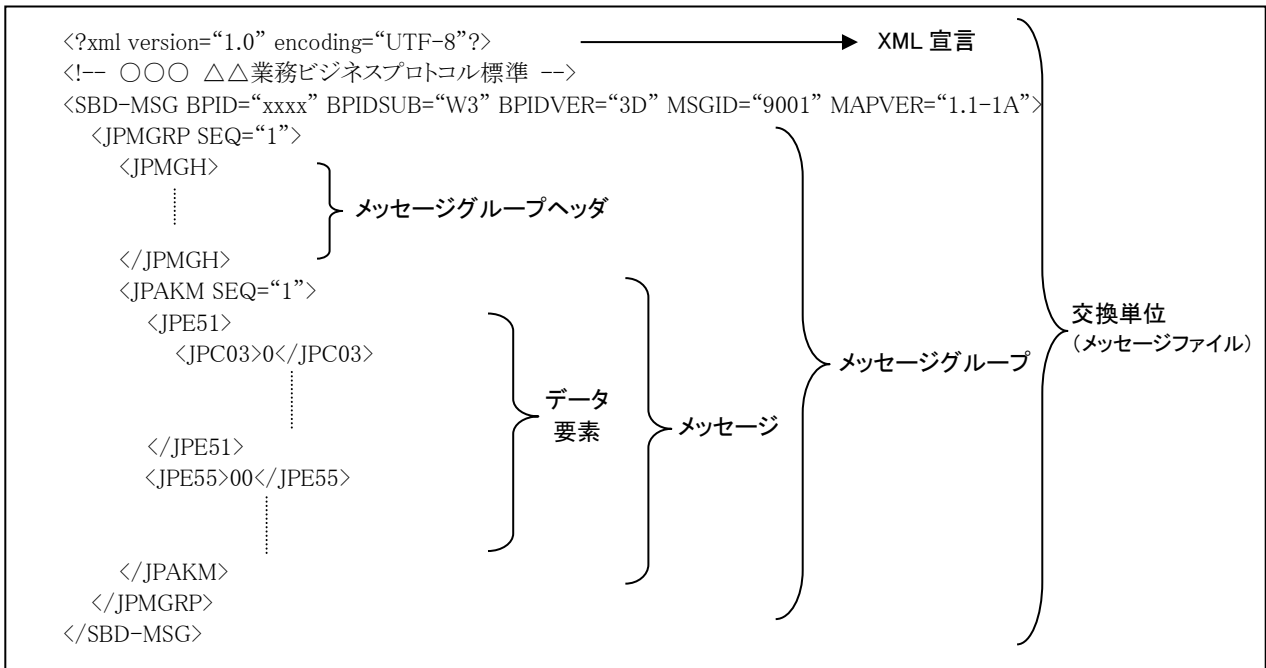 <?xml version=“1.0” encoding=“UTF-8”?>
XML 宣言
<!-- 〇〇〇 △△業務ビジネスプロトコル標準 -->
<SBD-MSG BPID=“xxxx” BPIDSUB=“W3” BPIDVER=“3D” MSGID=“9001” MAPVER=“1.1-1A”>
<JPMGRP SEQ=“1”>
<JPMGH>
メッセージグループヘッダ
</JPMGH>
<JPAKM SEQ=“1”>
<JPE51>
<JPC03>0</JPC03>
</JPE51>
<JPE55>00</JPE55>
データ
要素
メッセージ
メッセージグループ
交換単位
(メッセージファイル)
</JPAKM>
</JPMGRP>
</SBD-MSG>